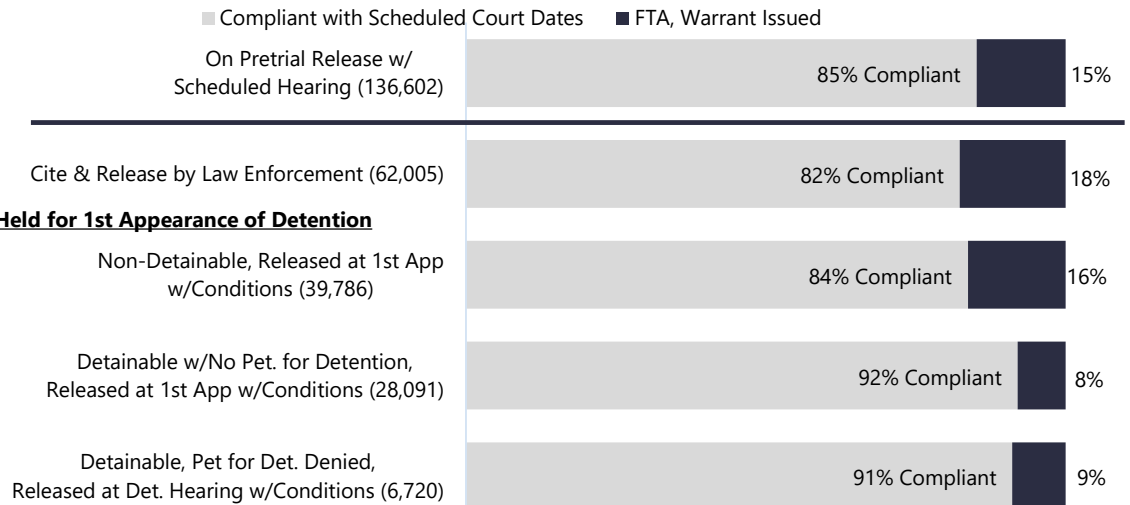 Compliant with Scheduled Court Dates FTA, Warrant Issued
On Pretrial Release w/
Scheduled Hearing (136,602)
85% Compliant 15%
Cite & Release by Law Enforcement (62,005)
82% Compliant 18%
Held for 1st Appearance of Detention
Non-Detainable, Released at 1st App
w/Conditions (39,786)
84% Compliant 16%
Detainable w/No Pet. for Detention,
Released at 1st App w/Conditions (28,091)
92% Compliant 8%
Detainable, Pet for Det. Denied,
Released at Det. Hearing w/Conditions (6,720)
91% Compliant 9%